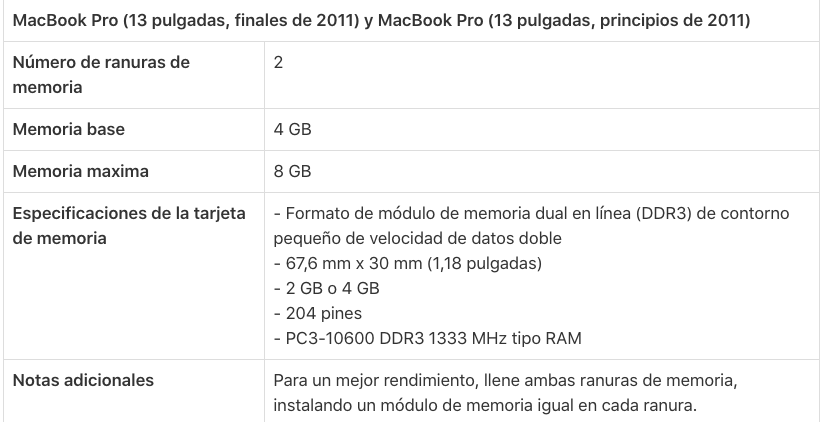 MacBook Pro (13 pulgadas, finales de 2011) y MacBook Pro (13 pulgadas, principios de 2011)
Número de ranuras de
memoria
2
Memoria base
4 GB
Memoria maxima
8 GB
Especificaciones de la tarjeta
de memoria
- Formato de módulo de memoria dual en línea (DDR3) de contorno
pequeño de velocidad de datos doble
- 67,6 mm x 30 mm (1,18 pulgadas)
- 2 GB o 4 GB
- 204 pines
- PC3-10600 DDR3 1333 MHz tipo RAM
Notas adicionales
Para un mejor rendimiento, llene ambas ranuras de memoria,
instalando un módulo de memoria igual en cada ranura.